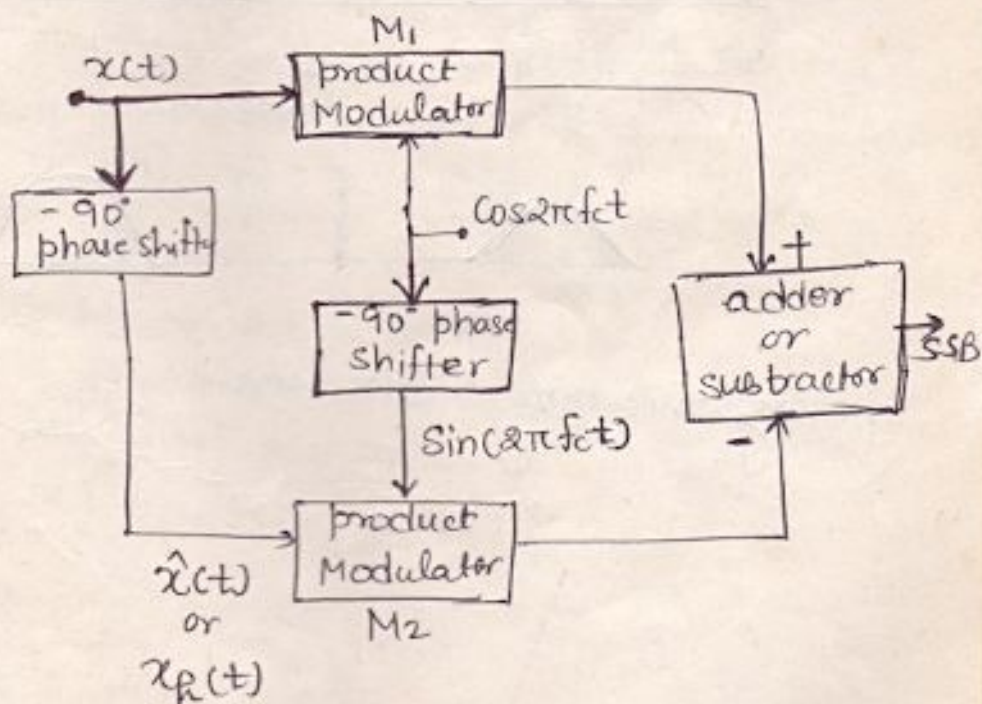 M1
x(t)
product
Modulator
-90°
phase shifte
Cos2πfct
-90° phase
shifter
+
adder
or
subtractor
SSB
-
Sin(2πfct)
product
Modulator
M2
x̂(t)
or
xh(t)